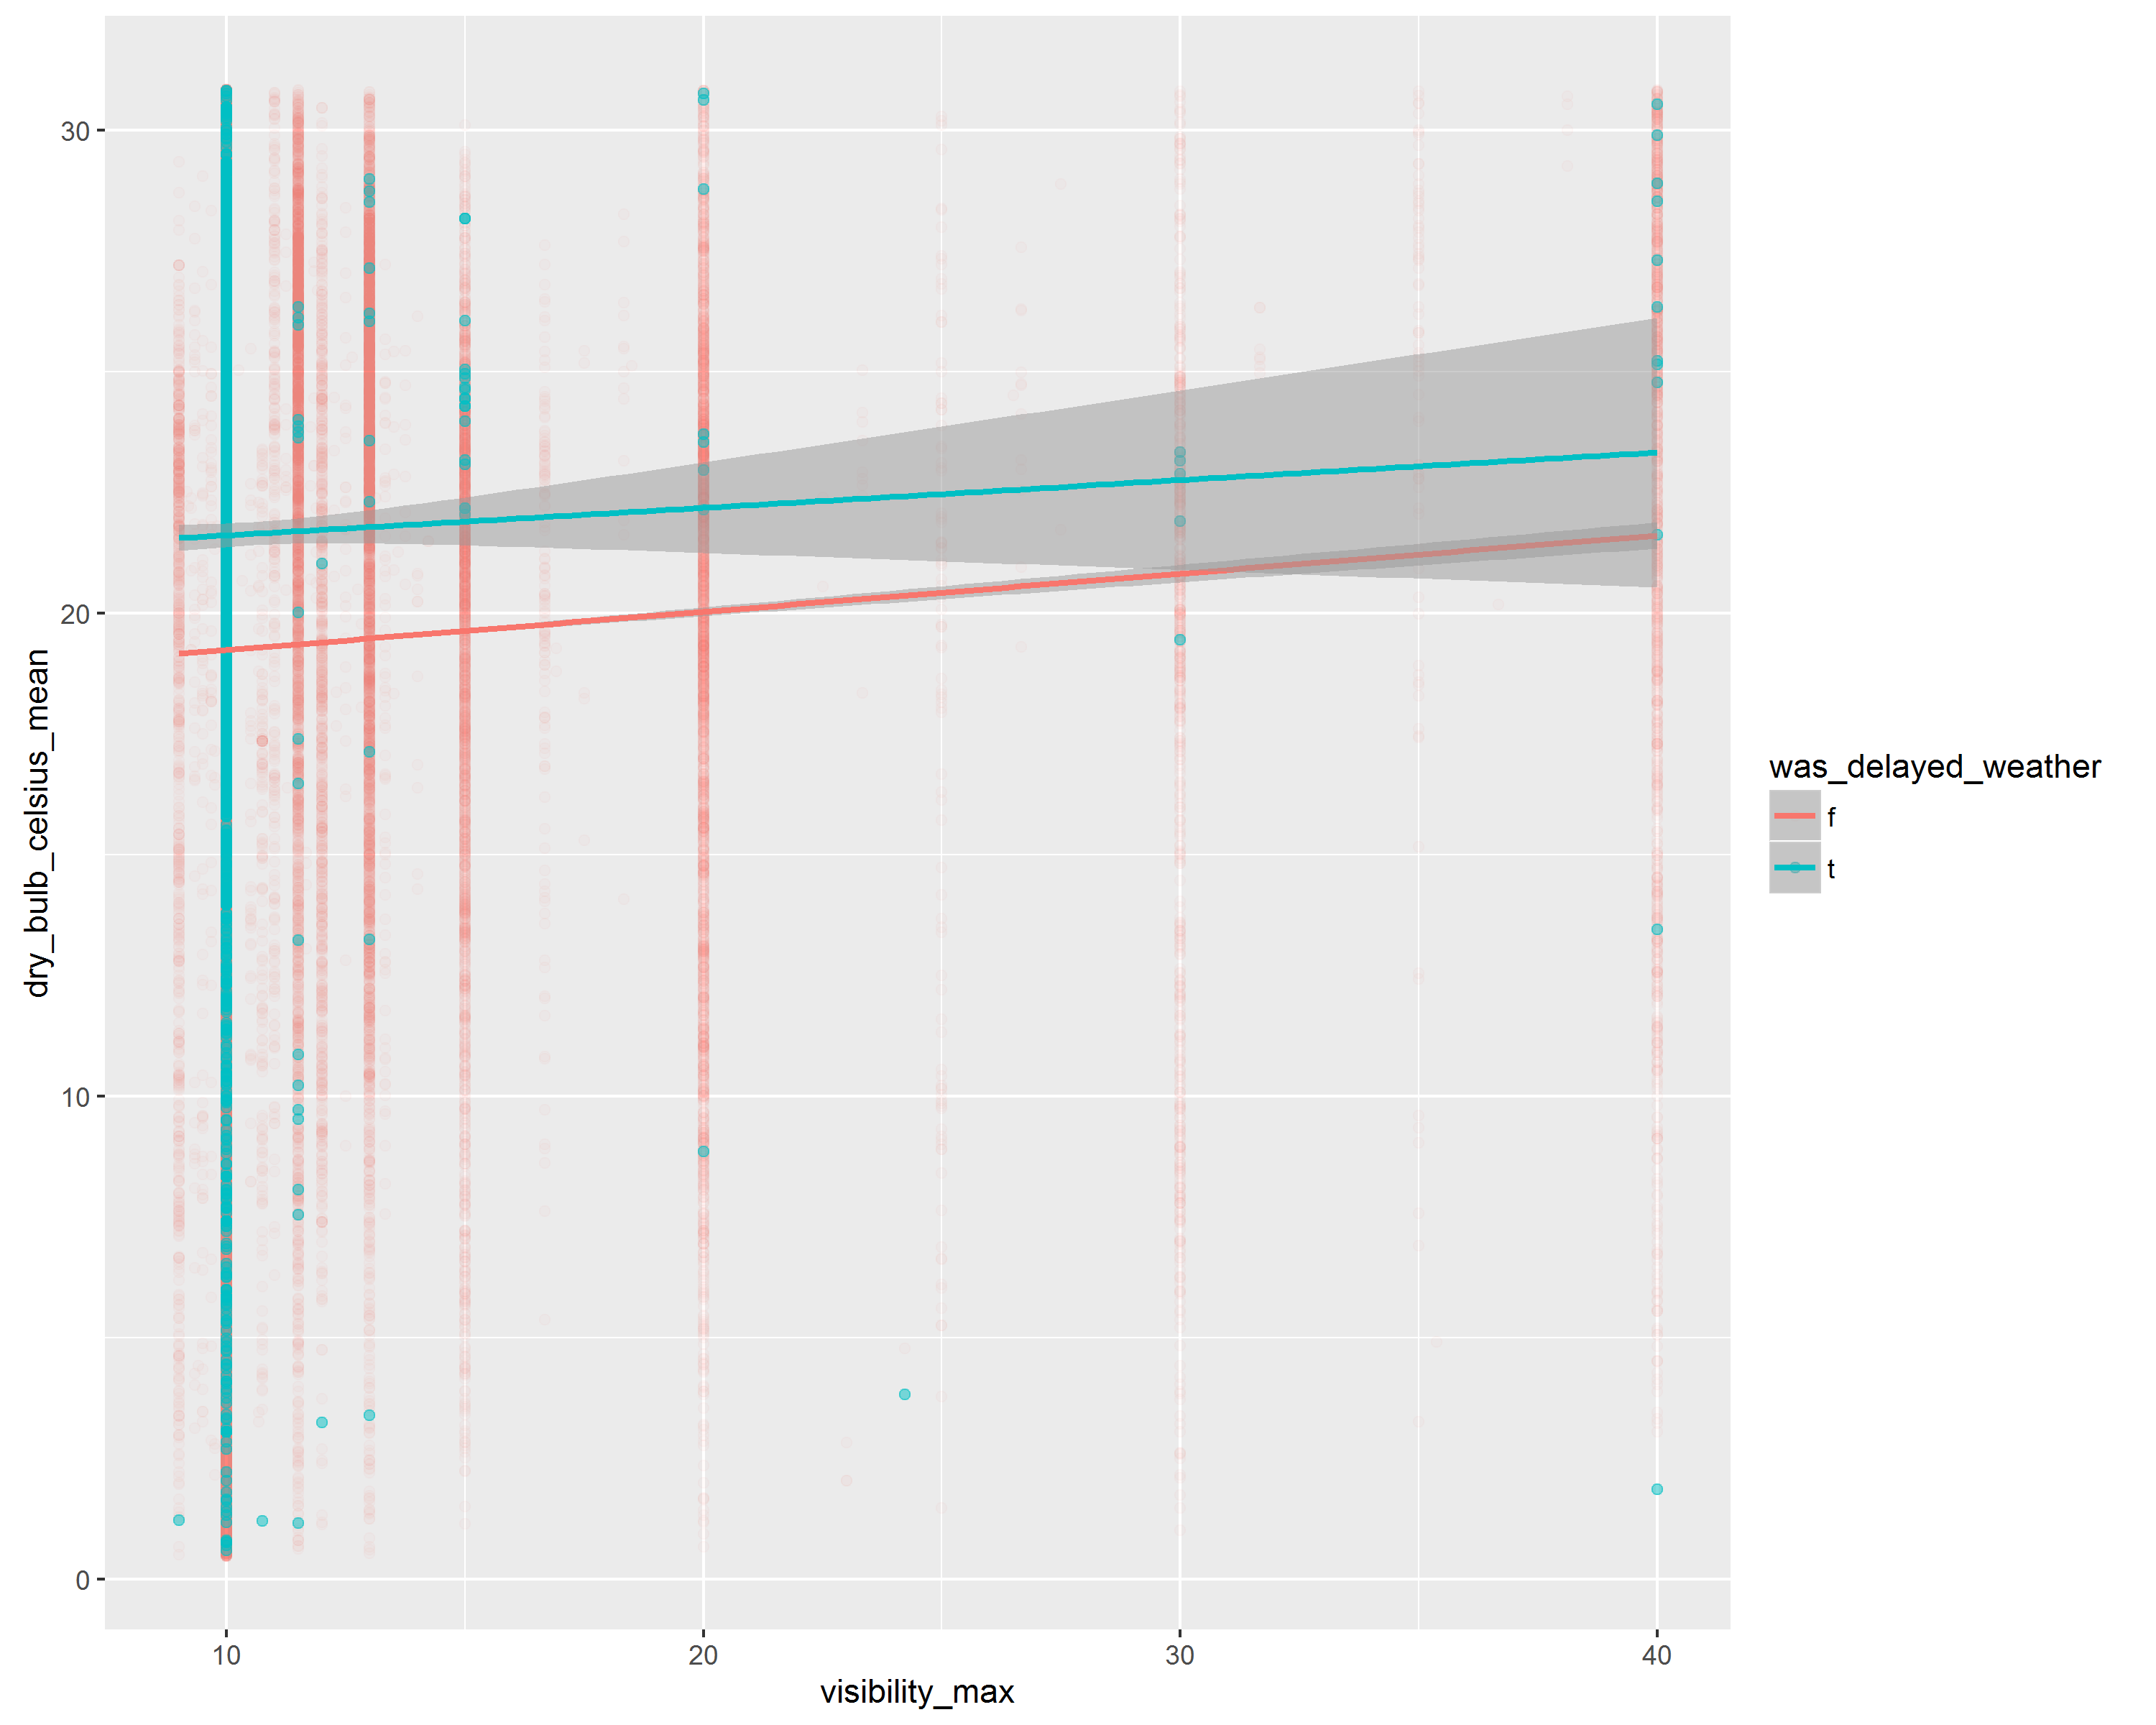 30
20
10
0
dry_bulb_celsius_mean
10 20 30 40
visibility_max
was_delayed_weather
f
t